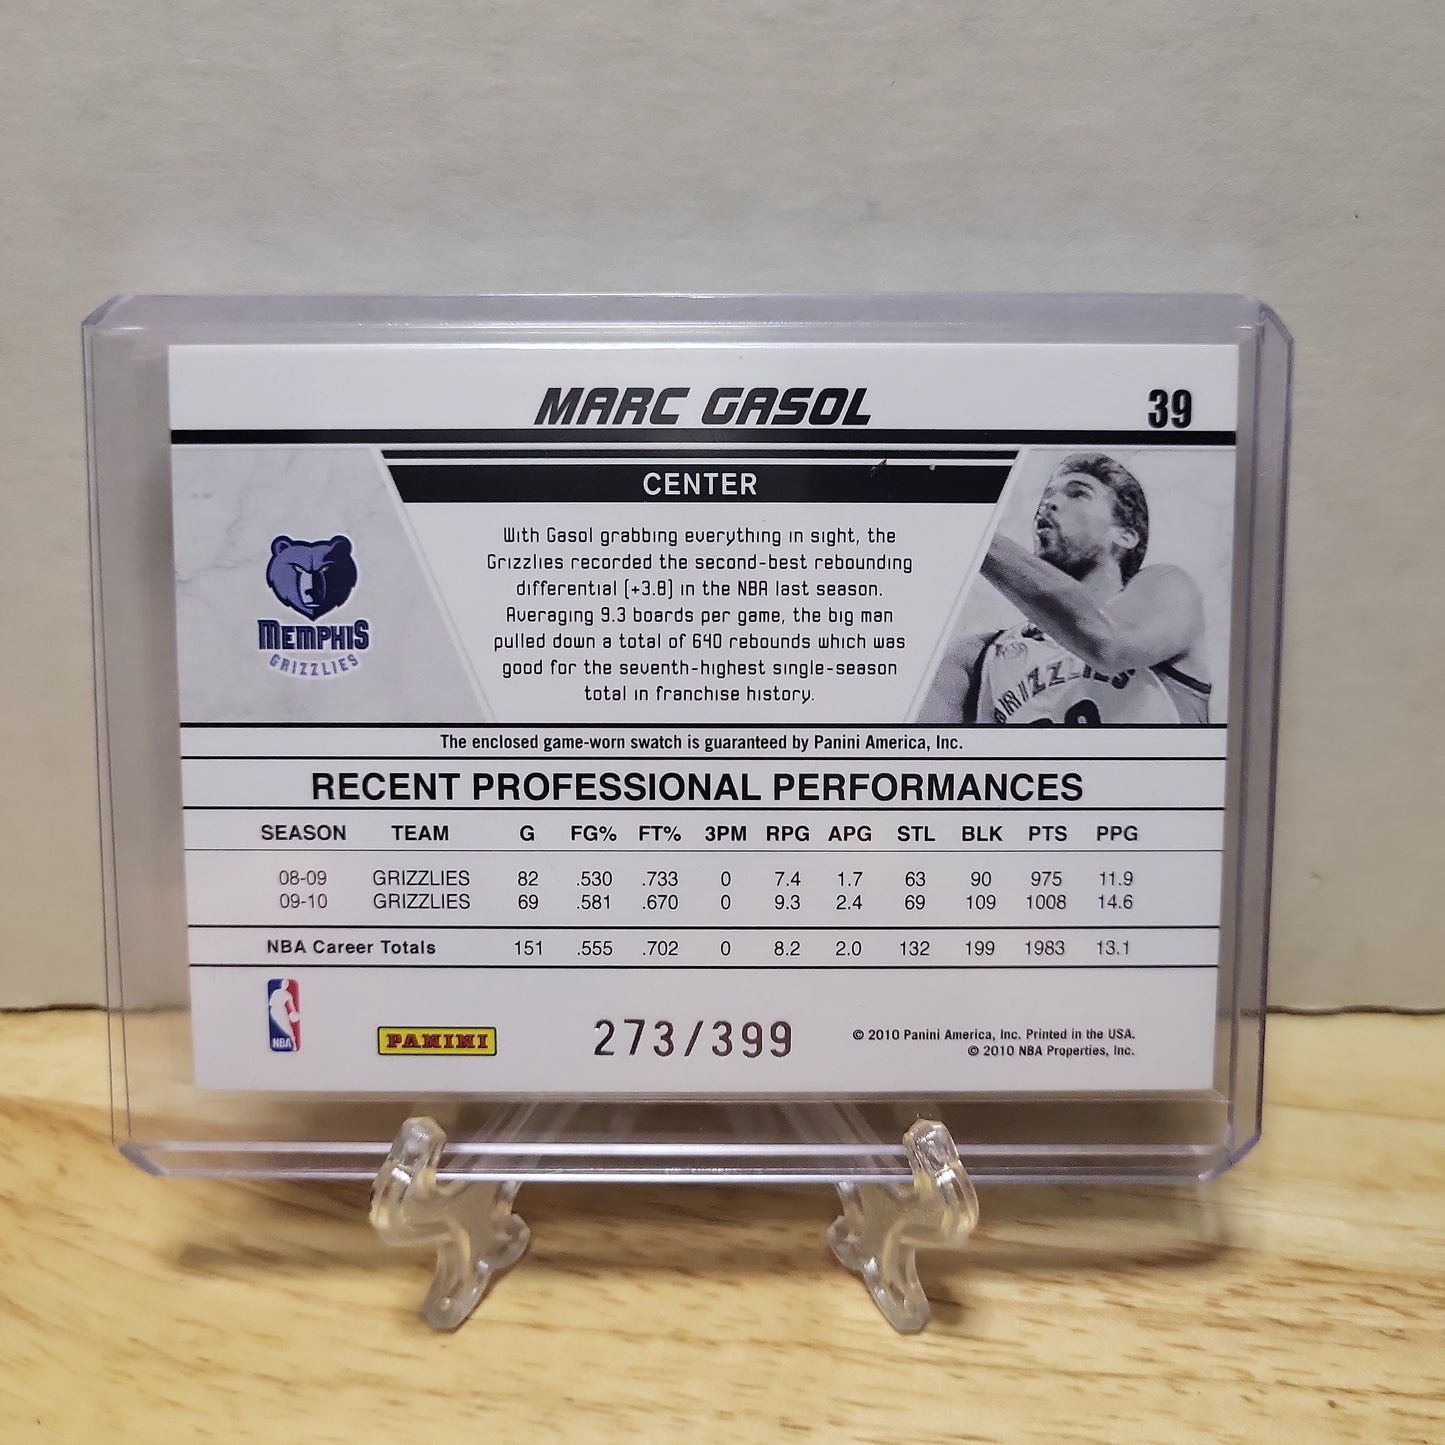 MARC GASOL
39
CENTER
With Gasol grabbing everything in sight, the
Grizzlies recorded the second-best rebounding
differential (+3.8) in the NBA last season.
Averaging 9.3 boards per game, the big man
pulled down a total of 640 rebounds which was
good for the seventh-highest single-season
total in franchise history.
MEMPHIS
GRIZZLIES
GRIZZLIES
The enclosed game-worn swatch is guaranteed by Panini America, Inc.
RECENT PROFESSIONAL PERFORMANCES
SEASON TEAM G FG% FT% 3PM RPG APG STL BLK PTS PPG
08-09 GRIZZLIES 82 .530 .733 0 7.4 1.7 63 90 975 11.9
09-10 GRIZZLIES 69 .581 .670 0 9.3 2.4 69 109 1008 14.6
NBA Career Totals 151 .555 .702 0 8.2 2.0 132 199 1983 13.1
NBA
PANINI
273/399
© 2010 Panini America, Inc. Printed in the USA.
© 2010 NBA Properties, Inc.